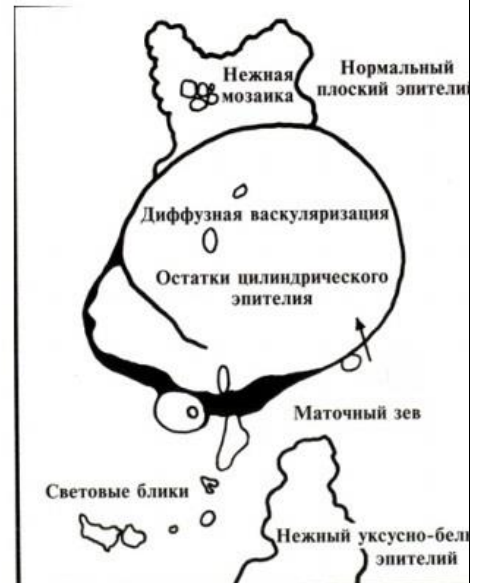 Нежная
мозаика
Нормальный
плоский эпители
Диффузная васкуляризация
Остатки цилиндрического
эпителия
Маточный зев
Световые блики
Нежный уксусно-бел
эпителий